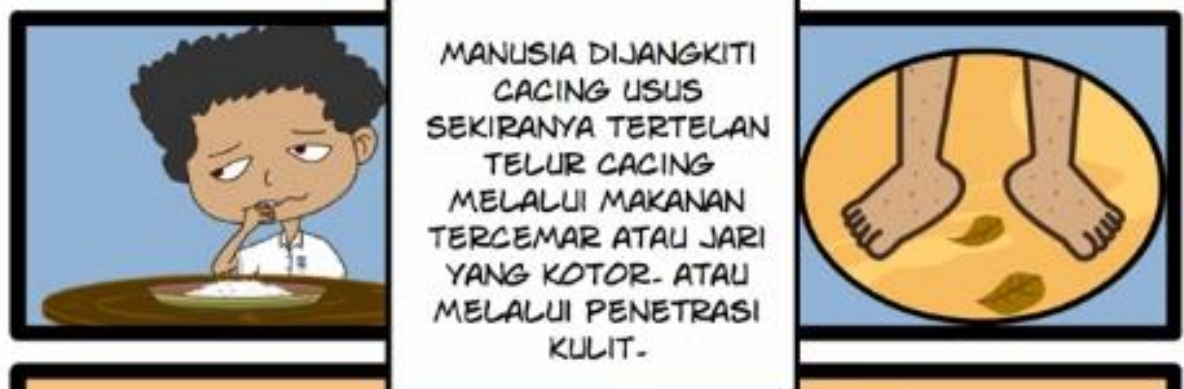 MANUSIA DIJANGKITI
CACING USUS
SEKIRANYA TERTELAN
TELUR CACING
MELALUI MAKANAN
TERCEMAR ATAU JARI
YANG KOTOR. ATAU
MELALUI PENETRASI
KULIT.